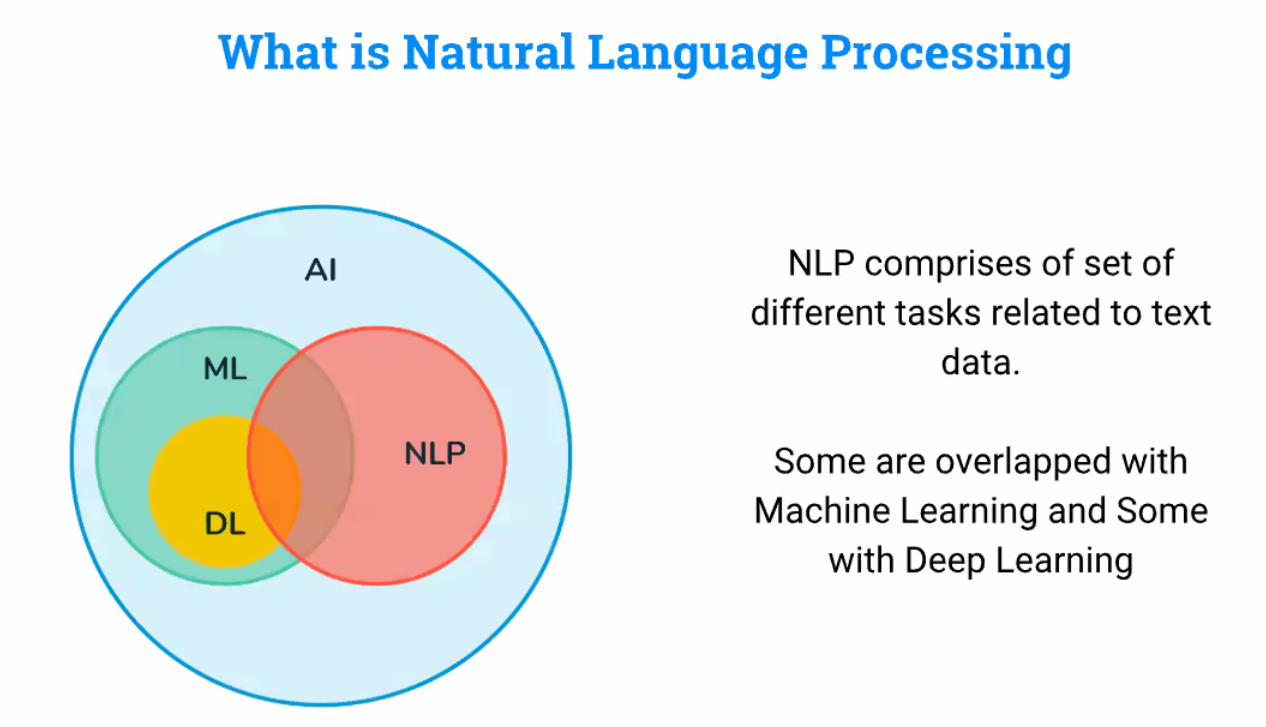 What is Natural Language Processing
AI
ML
NLP
DL
NLP comprises of set of
different tasks related to text
data.
Some are overlapped with
Machine Learning and Some
with Deep Learning